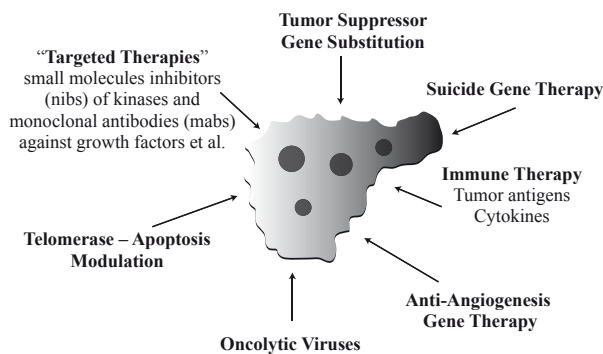 Tumor Suppressor
Gene Substitution
“Targeted Therapies”
small molecules inhibitors
(nibs) of kinases and
monoclonal antibodies (mabs)
against growth factors et al.
Suicide Gene Therapy
Immune Therapy
Tumor antigens
Cytokines
Telomerase – Apoptosis
Modulation
Anti-Angiogenesis
Gene Therapy
Oncolytic Viruses